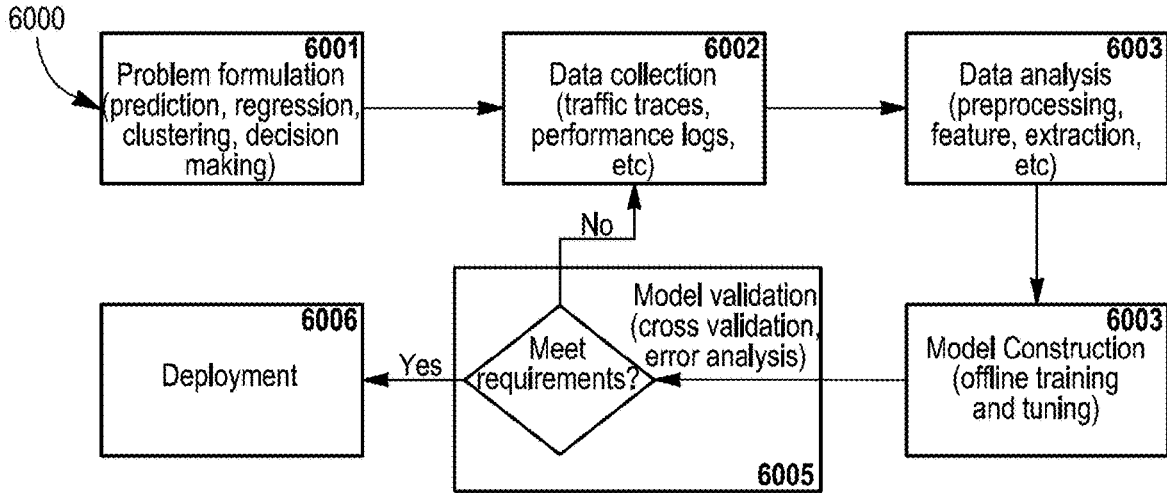 6000
6001
Problem formulation
(prediction, regression,
clustering, decision
making)
6002
Data collection
(traffic traces,
performance logs,
etc)
6003
Data analysis
(preprocessing,
feature, extraction,
etc)
No
6006
Deployment
Yes
Meet
requirements?
Model validation
(cross validation,
error analysis)
6005
6003
Model Construction
(offline training
and tuning)